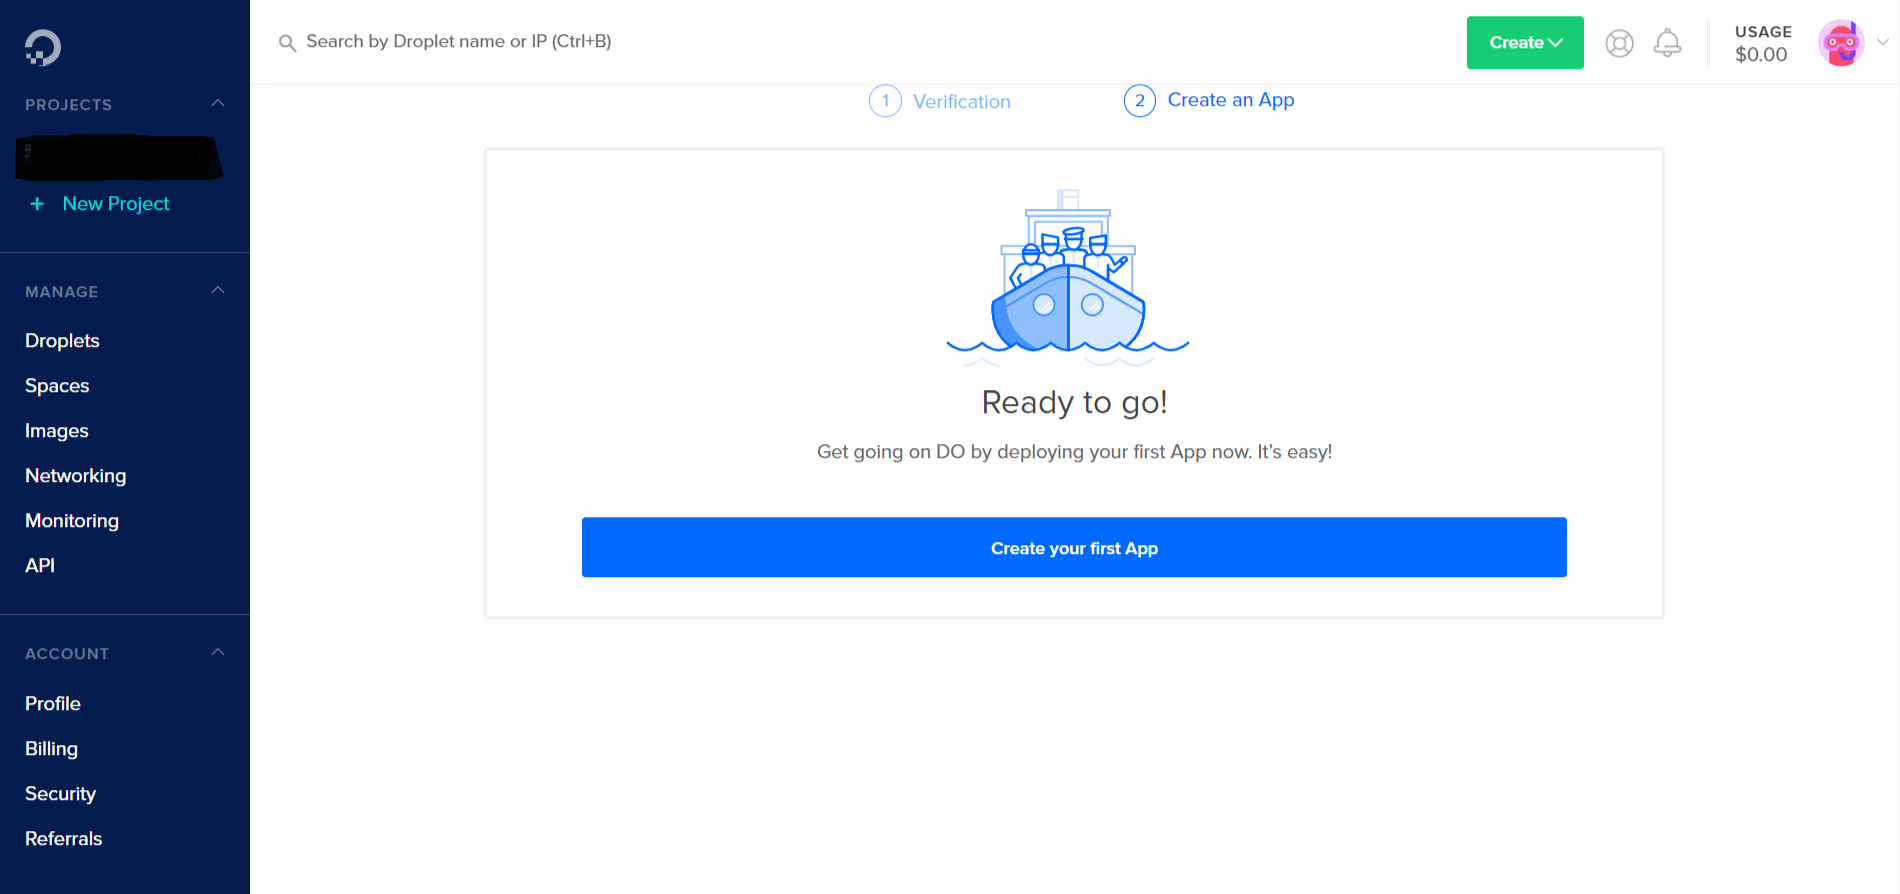 PROJECTS
+ New Project
MANAGE
Droplets
Spaces
Images
Networking
Monitoring
API
ACCOUNT
Profile
Billing
Security
Referrals
Search by Droplet name or IP (Ctrl+B)
Create
USAGE
$0.00
1 Verification
2 Create an App
Ready to go!
Get going on DO by deploying your first App now. It's easy!
Create your first App